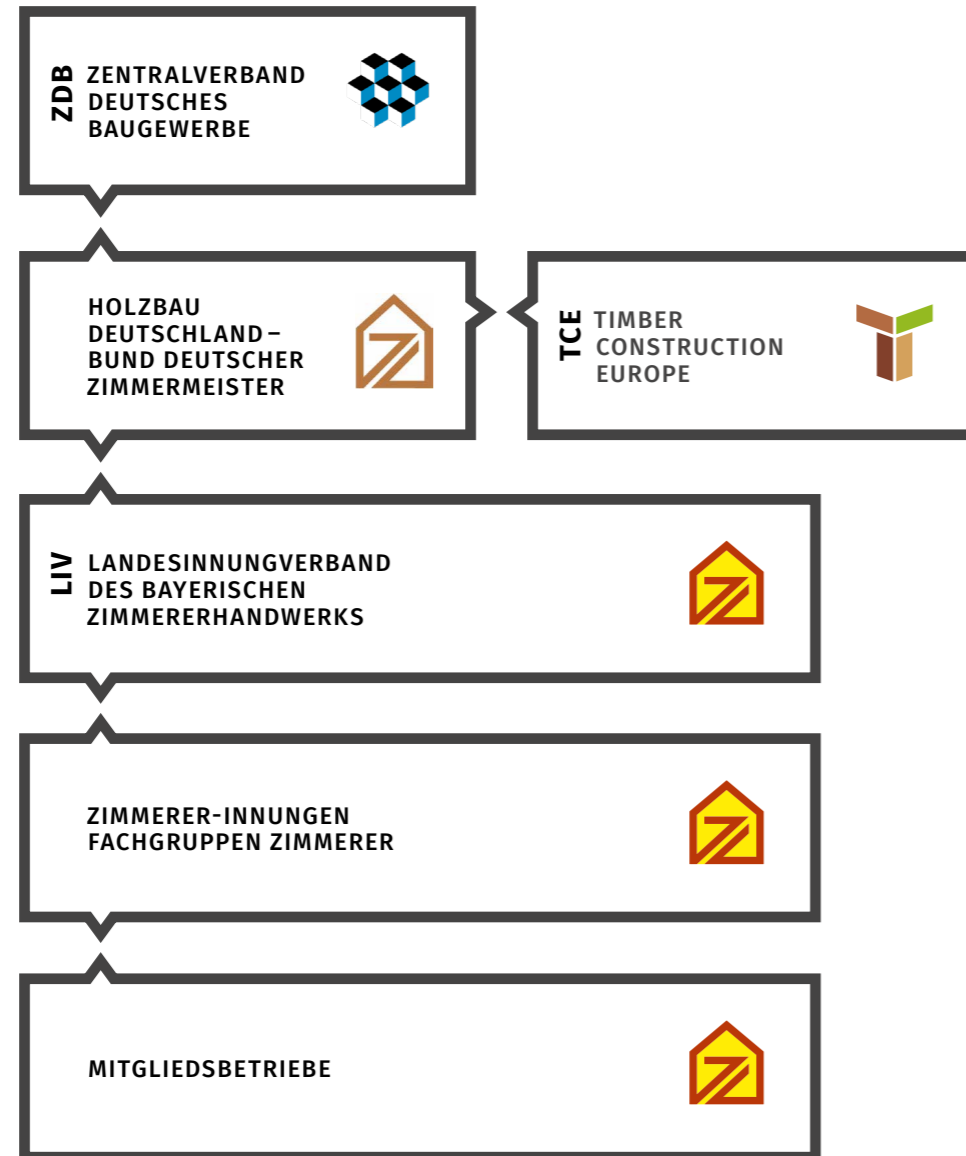 ZDB
ZENTRALVERBAND
DEUTSCHES
BAUGEWERBE
HOLZBAU
DEUTSCHLAND –
BUND DEUTSCHER
ZIMMERMEISTER
TCE
TIMBER
CONSTRUCTION
EUROPE
LIV
LANDESINNUNGVERBAND
DES BAYERISCHEN
ZIMMERERHANDWERKS
ZIMMERER-INNUNGEN
FACHGRUPPEN ZIMMERER
MITGLIEDSBETRIEBE